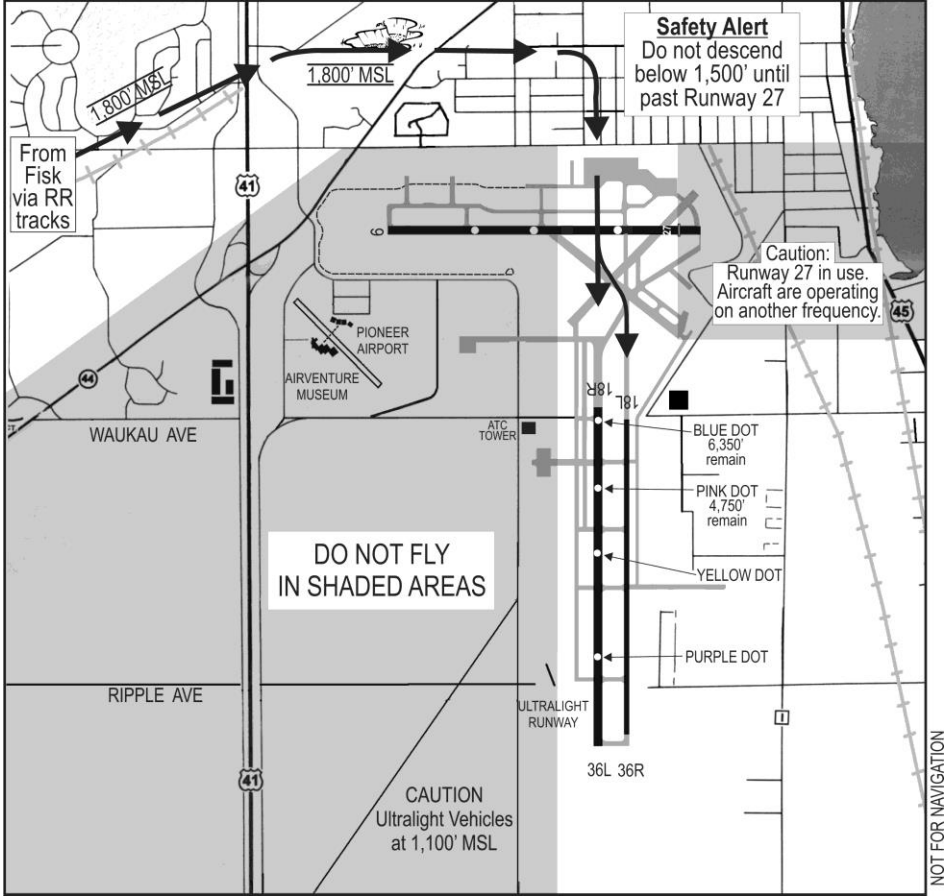 Safety Alert
Do not descend
below 1,500' until
past Runway 27
1,800' MSL
1,800' MSL
From
Fisk
via RR
tracks
41
9
27
Caution:
Runway 27 in use.
Aircraft are operating
on another frequency.
45
PIONEER
AIRPORT
AIRVENTURE
MUSEUM
44
18R
18L
WAUKAU AVE
ATC
TOWER
BLUE DOT
6,350'
remain
PINK DOT
4,750'
remain
DO NOT FLY
IN SHADED AREAS
YELLOW DOT
PURPLE DOT
RIPPLE AVE
ULTRALIGHT
RUNWAY
I
41
36L 36R
CAUTION
Ultralight Vehicles
at 1,100' MSL
NOT FOR NAVIGATION